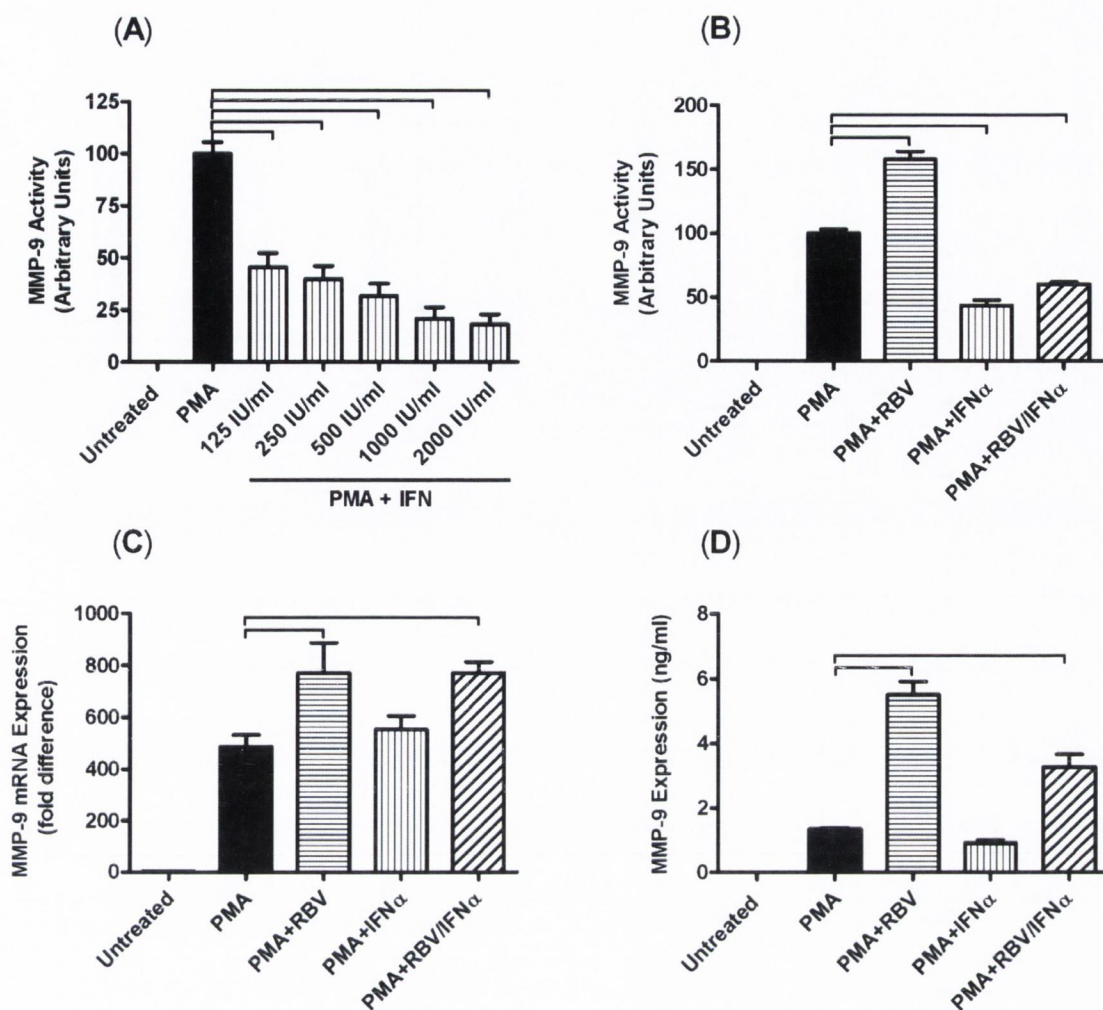 (A)
MMP-9 Activity
(Arbitrary Units)
125
100
75
50
25
0
Untreated
PMA
125 IU/ml
250 IU/ml
500 IU/ml
1000 IU/ml
2000 IU/ml
PMA + IFN
(B)
MMP-9 Activity
(Arbitrary Units)
200
150
100
50
0
Untreated
PMA
PMA+RBV
PMA+IFNα
PMA+RBV/IFNα
(C)
MMP-9 mRNA Expression
(fold difference)
1000
800
600
400
200
0
Untreated
PMA
PMA+RBV
PMA+IFNα
PMA+RBV/IFNα
(D)
MMP-9 Expression (ng/ml)
8
6
4
2
0
Untreated
PMA
PMA+RBV
PMA+IFNα
PMA+RBV/IFNα